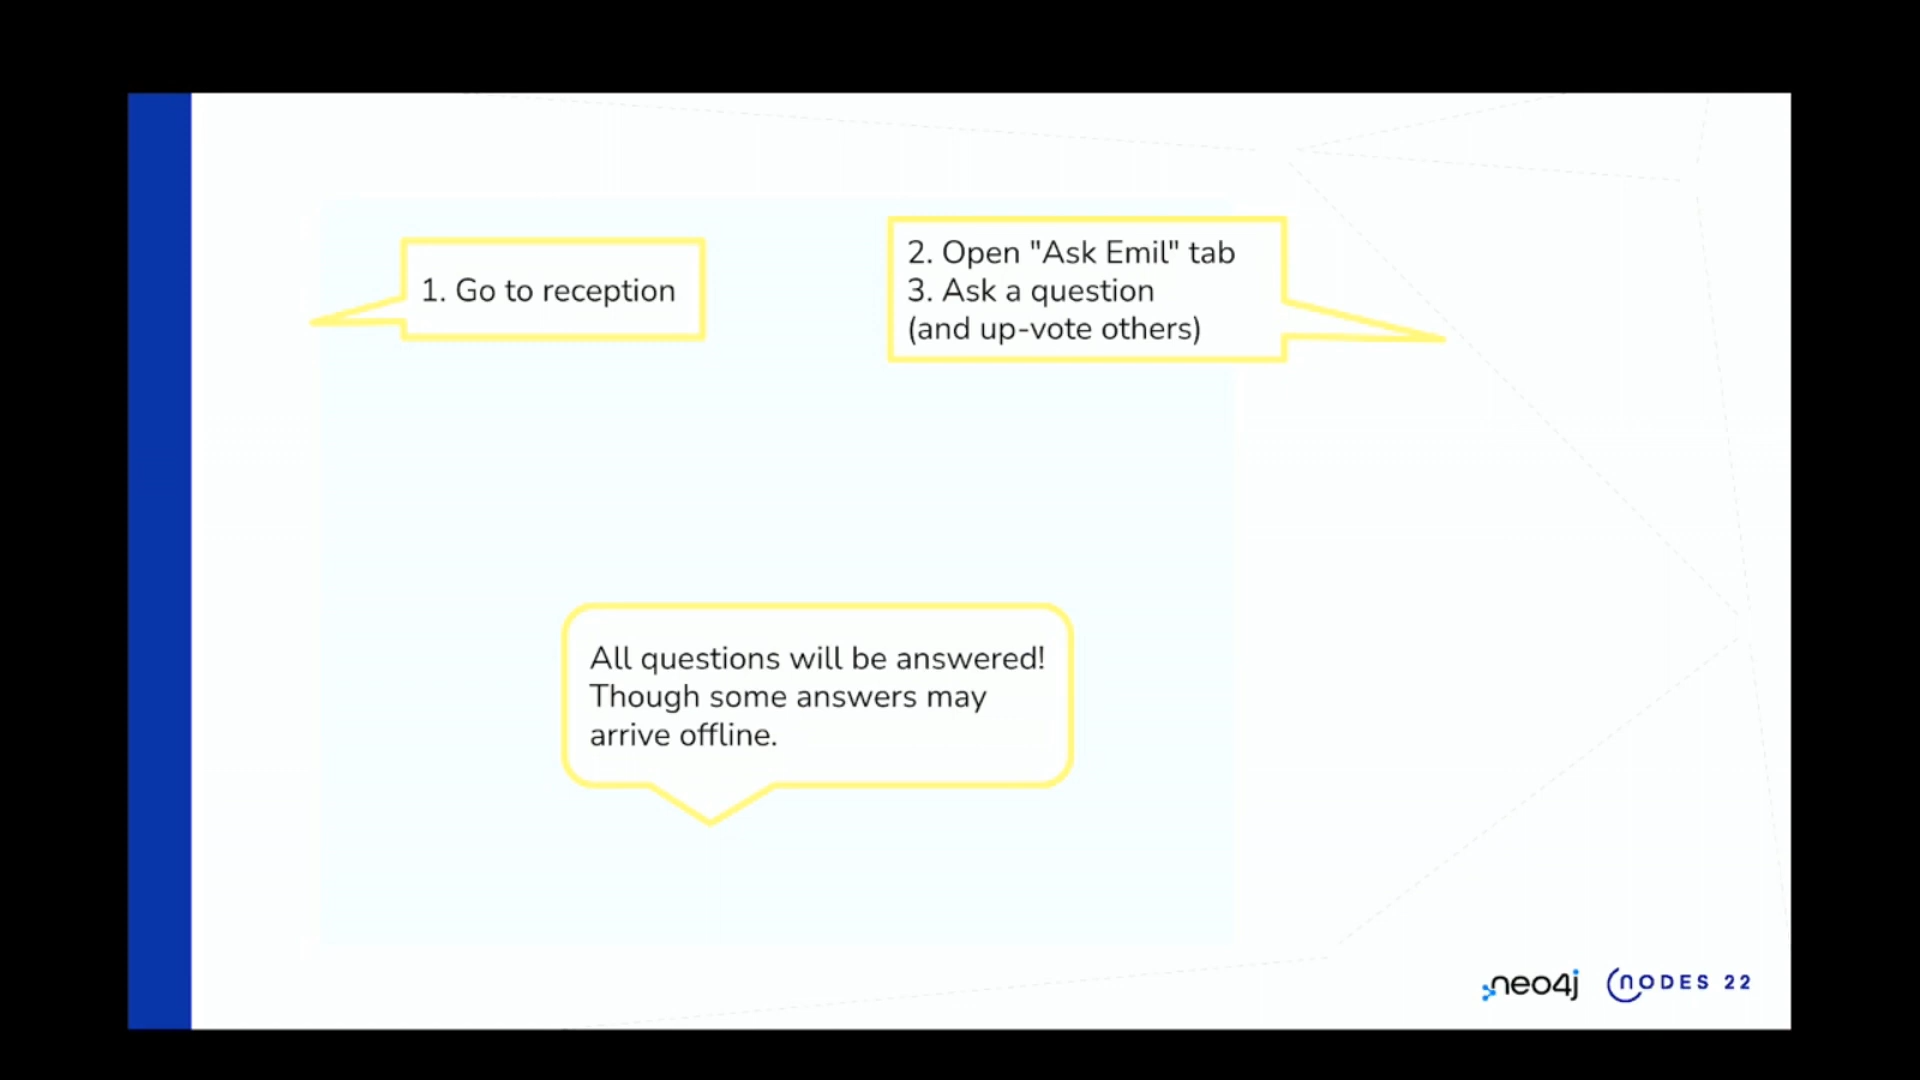 1. Go to reception
2. Open "Ask Emil" tab
3. Ask a question
(and up-vote others)
All questions will be answered!
Though some answers may
arrive offline.
neo4j
NODES 22